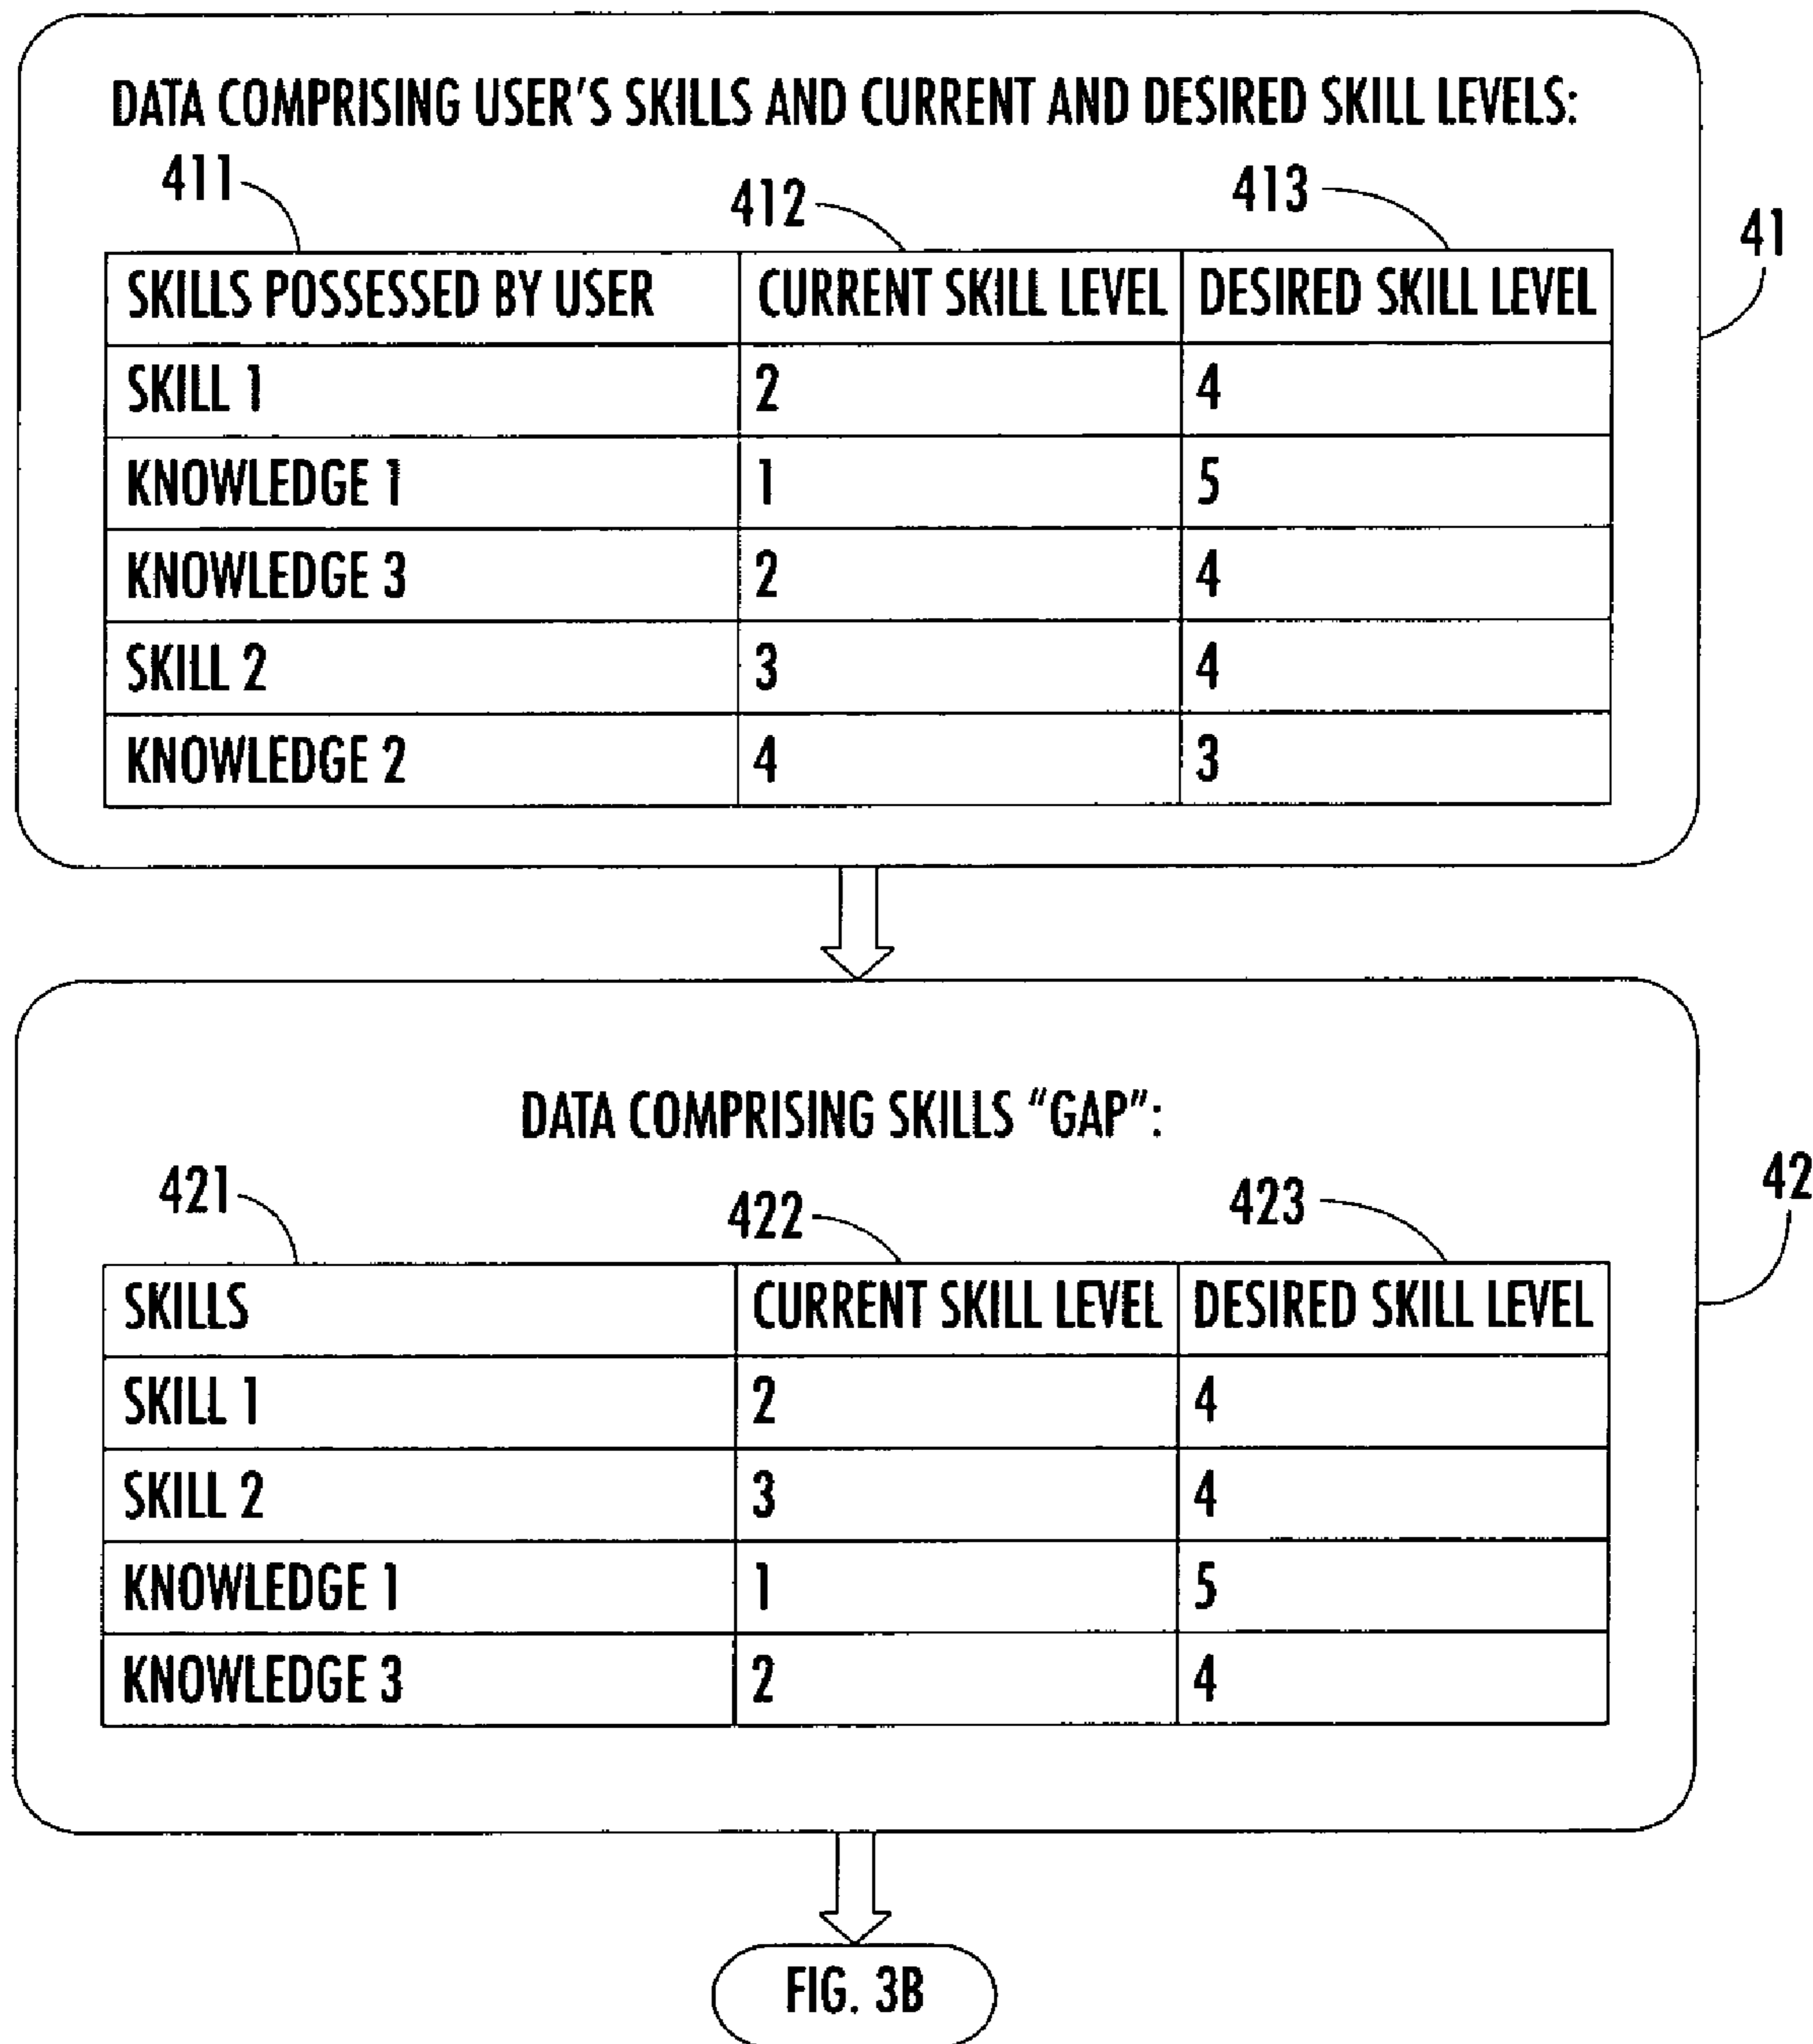 DATA COMPRISING USER'S SKILLS AND CURRENT AND DESIRED SKILL LEVELS:
411 412 413
41
SKILLS POSSESSED BY USER CURRENT SKILL LEVEL DESIRED SKILL LEVEL
SKILL 1 2 4
KNOWLEDGE 1 1 5
KNOWLEDGE 3 2 4
SKILL 2 3 4
KNOWLEDGE 2 4 3
DATA COMPRISING SKILLS "GAP":
421 422 423
42
SKILLS CURRENT SKILL LEVEL DESIRED SKILL LEVEL
SKILL 1 2 4
SKILL 2 3 4
KNOWLEDGE 1 1 5
KNOWLEDGE 3 2 4
FIG. 3B